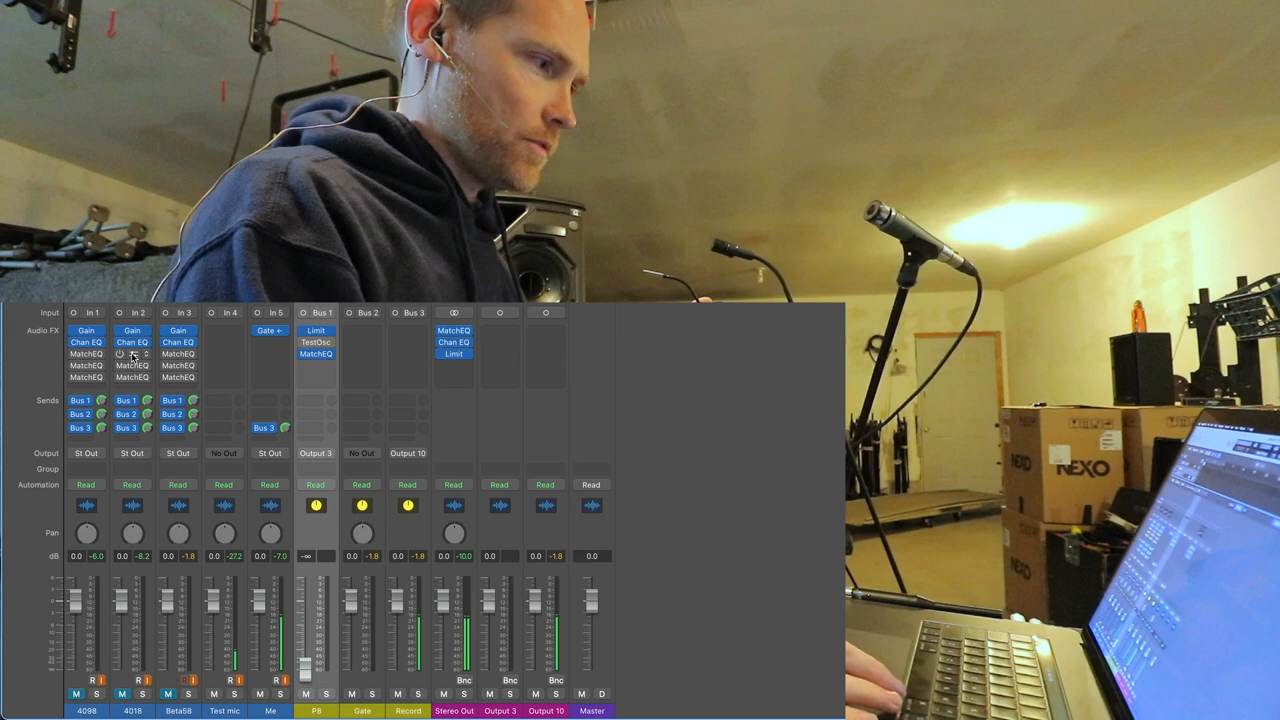 Input In 1 In 2 In 3 In 4 In 5 Bus 1 Bus 2 Bus 3
Audio FX Gain Gain Gain Gate ← Limit MatchEQ
Chan EQ Chan EQ Chan EQ TestOsc Chan EQ
MatchEQ MatchEQ MatchEQ Limit
MatchEQ MatchEQ MatchEQ
MatchEQ MatchEQ MatchEQ
Sends Bus 1 Bus 1 Bus 1
Bus 2 Bus 2 Bus 2
Bus 3 Bus 3 Bus 3 Bus 3
Output St Out St Out St Out No Out St Out Output 3 No Out Output 10
Group
Automation Read Read Read Read Read Read Read Read Read Read Read Read
Pan
dB 0.0 -6.0 0.0 -8.2 0.0 -1.8 0.0 -27.2 0.0 -7.0 -∞ 0.0 -1.8 0.0 -1.8 0.0 -10.0 0.0 0.0 -1.8 0.0
R I R I R I R I R I Bnc Bnc Bnc
M S M S M S M S M S M S M S M S M S M S M S M D
4098 4018 Beta58 Test mic Me PB Gate Record Stereo Out Output 3 Output 10 Master
NEXO NEXO
NEXO